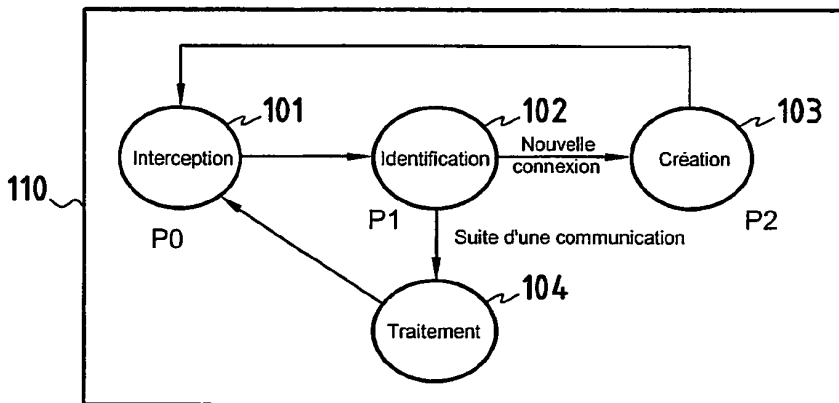 101
102
103
Interception
Identification
Nouvelle
connexion
Création
110
P0
P1
P2
Suite d'une communication
104
Traitement